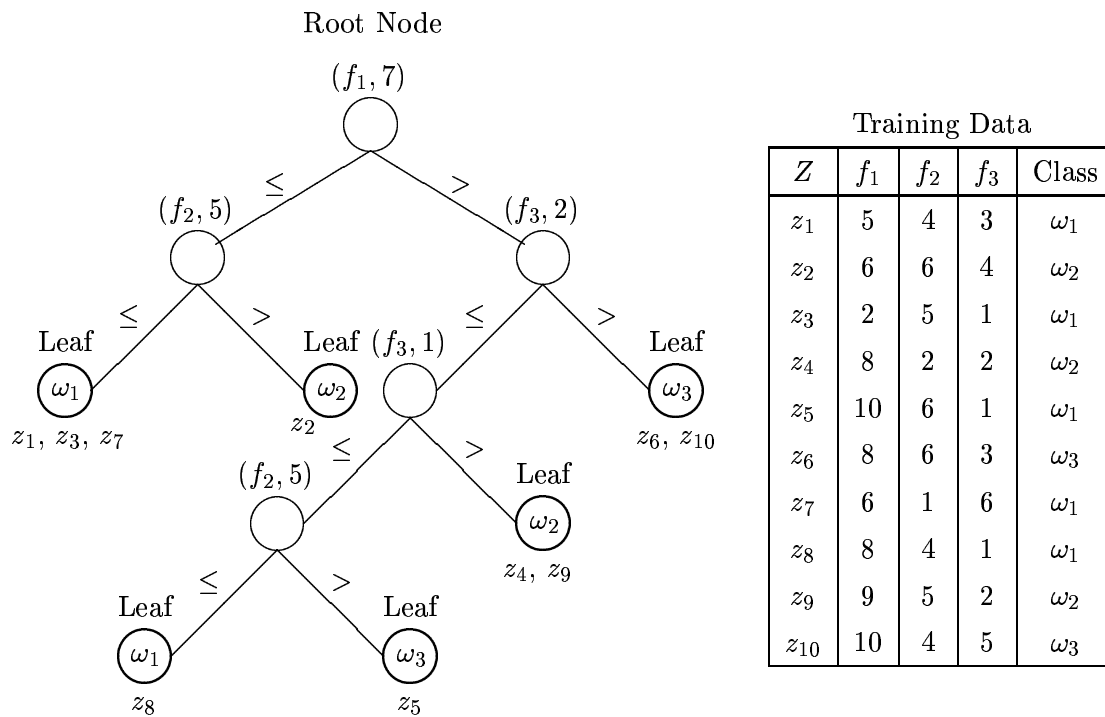 Root Node
(f₁, 7)
≤ >
(f₂, 5) (f₃, 2)
≤ > ≤ >
Leaf Leaf (f₃, 1) Leaf
ω₁ ω₂ ω₃
z₁, z₃, z₇ z₂ z₆, z₁₀
≤ >
(f₂, 5) Leaf
ω₂
z₄, z₉
≤ >
Leaf Leaf
ω₁ ω₃
z₈ z₅
Training Data
Z f₁ f₂ f₃ Class
z₁ 5 4 3 ω₁
z₂ 6 6 4 ω₂
z₃ 2 5 1 ω₁
z₄ 8 2 2 ω₂
z₅ 10 6 1 ω₁
z₆ 8 6 3 ω₃
z₇ 6 1 6 ω₁
z₈ 8 4 1 ω₁
z₉ 9 5 2 ω₂
z₁₀ 10 4 5 ω₃